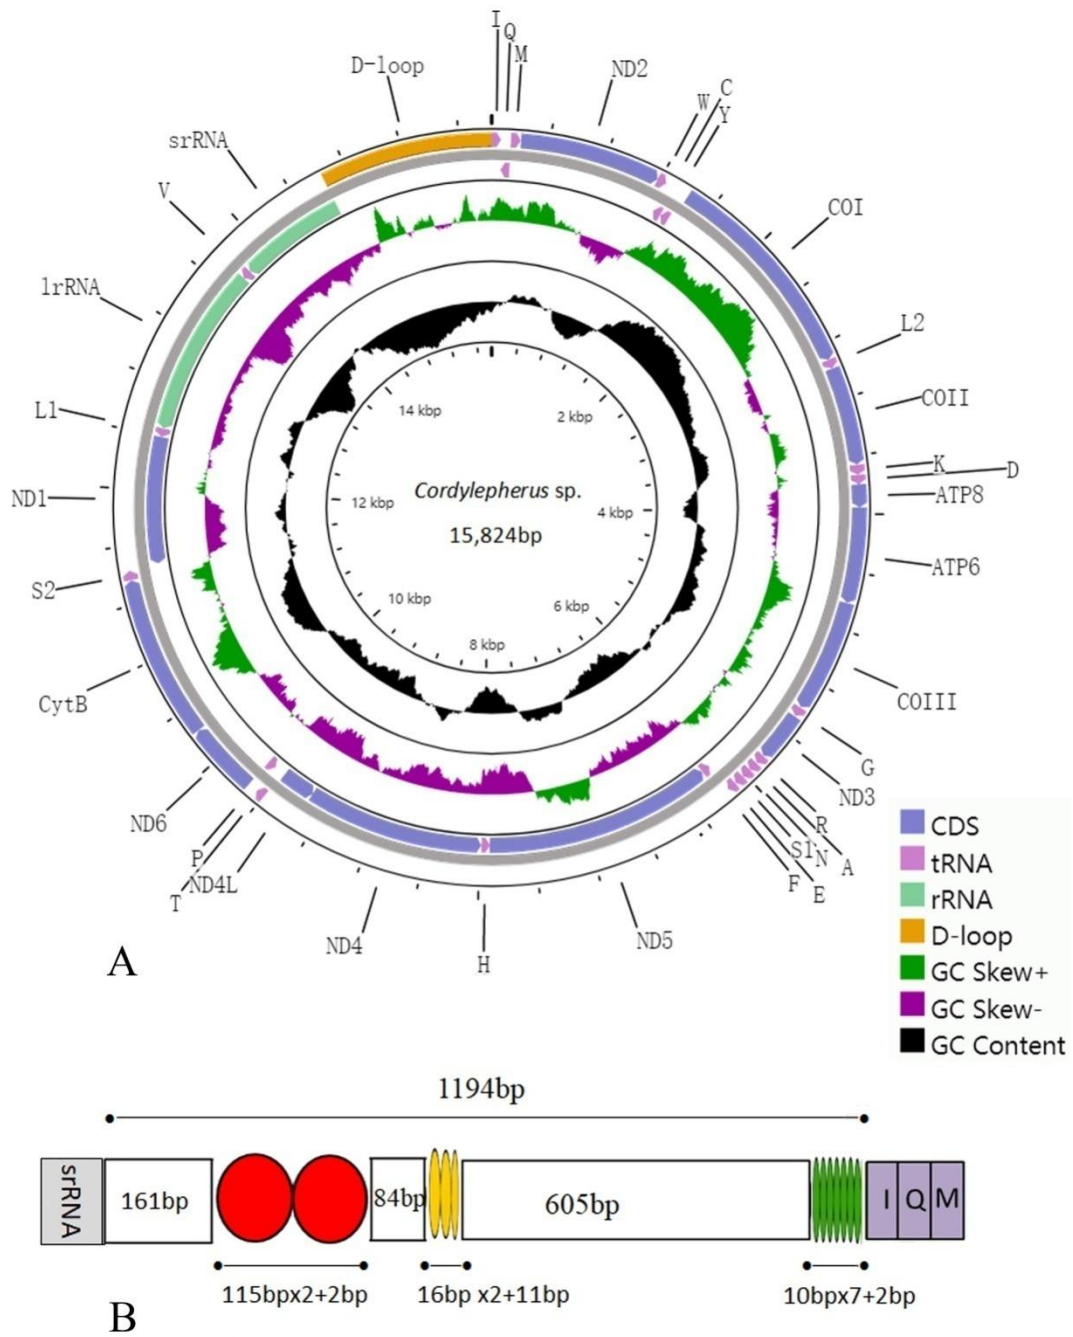 I
Q
M
D-loop
ND2
W
C
Y
srRNA
V
COI
lrRNA
L2
L1
COII
14 kbp
2 kbp
K
D
ND1
12 kbp
Cordylepherus sp.
4 kbp
ATP8
15,824bp
ATP6
S2
10 kbp
6 kbp
8 kbp
CytB
COIII
G
ND3
ND6
R
P
S1
N
A
T
ND4L
F
E
ND4
ND5
H
CDS
tRNA
rRNA
D-loop
GC Skew+
GC Skew-
GC Content
A
1194bp
srRNA
161bp
84bp
605bp
I
Q
M
115bpx2+2bp
16bp x2+11bp
10bpx7+2bp
B